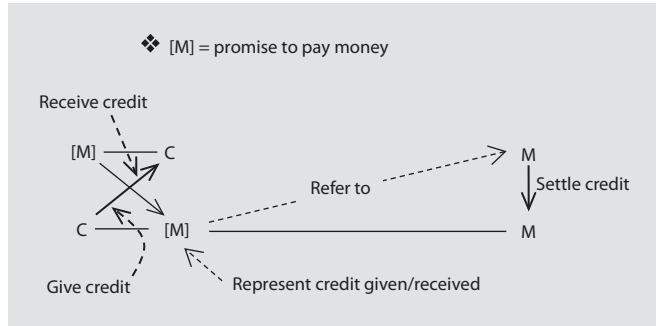 ❖ [M] = promise to pay money
Receive credit
[M] C M
Refer to Settle credit
C [M] M
Give credit Represent credit given/received